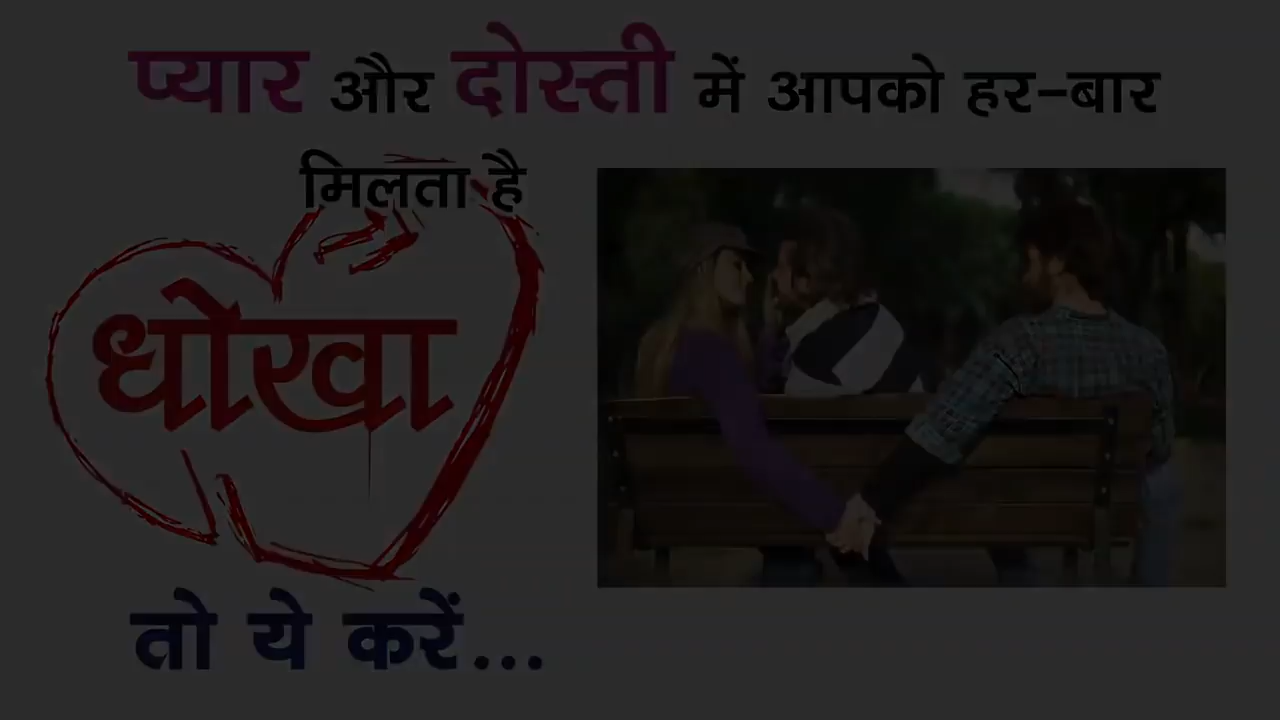 प्यार और दोस्ती में आपको हर-बार
मिलता है
धोखा
तो ये करें...